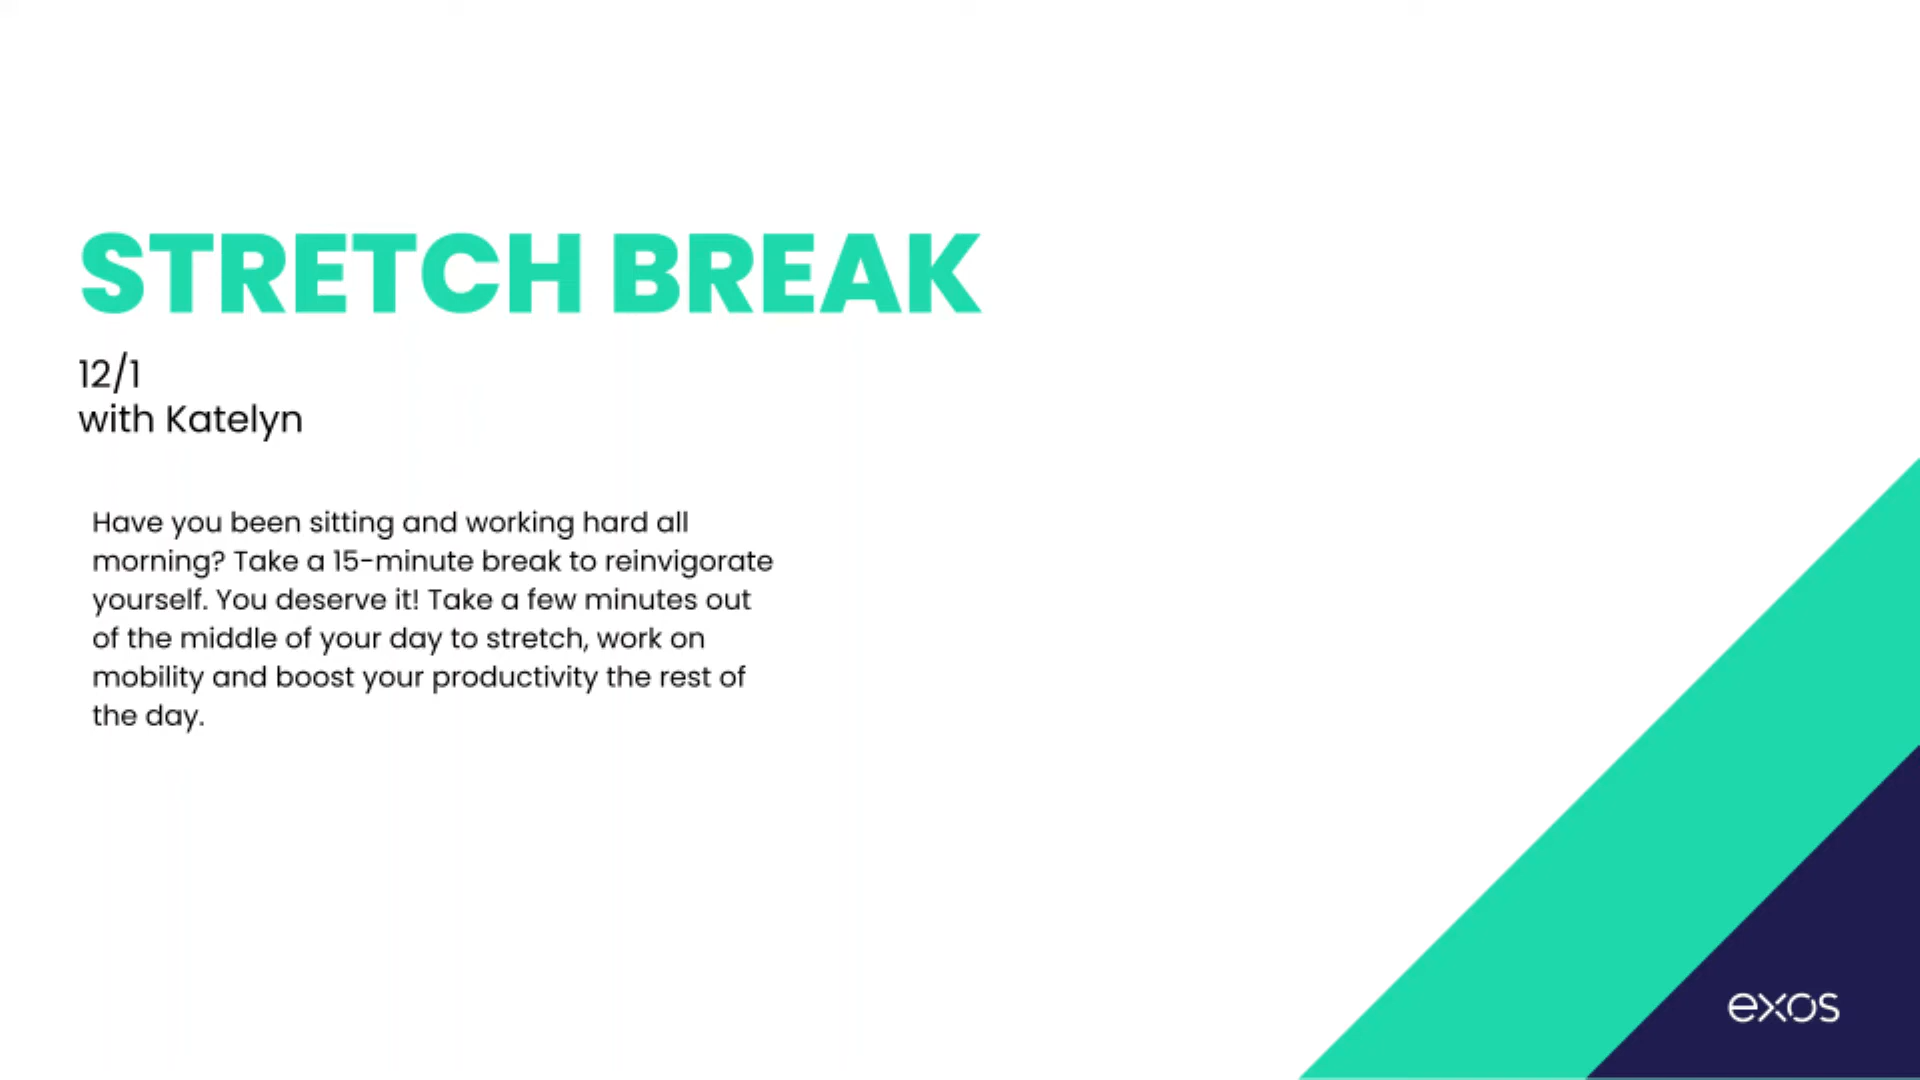 STRETCH BREAK
12/1
with Katelyn
Have you been sitting and working hard all
morning? Take a 15-minute break to reinvigorate
yourself. You deserve it! Take a few minutes out
of the middle of your day to stretch, work on
mobility and boost your productivity the rest of
the day.
exos